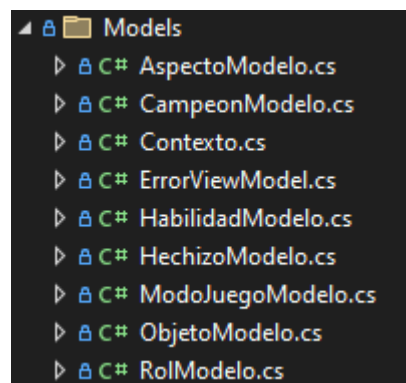 Models
C# AspectoModelo.cs
C# CampeonModelo.cs
C# Contexto.cs
C# ErrorViewModel.cs
C# HabilidadModelo.cs
C# HechizoModelo.cs
C# ModoJuegoModelo.cs
C# ObjetoModelo.cs
C# RolModelo.cs